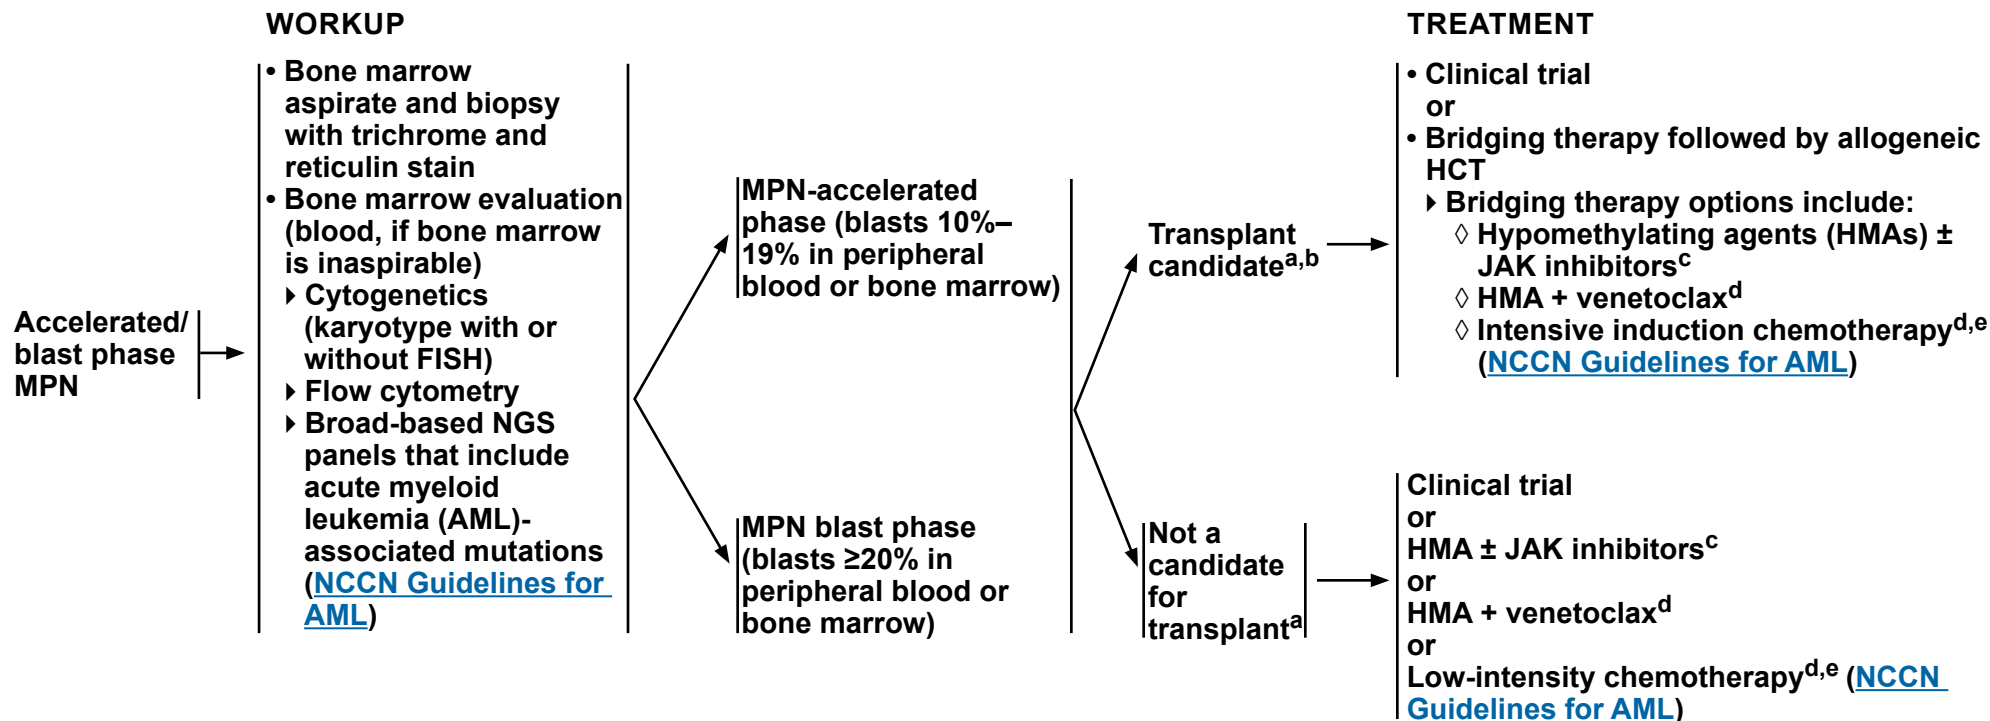 WORKUP
TREATMENT
Accelerated/
blast phase
MPN
• Bone marrow
aspirate and biopsy
with trichrome and
reticulin stain
• Bone marrow evaluation
(blood, if bone marrow
is inaspirable)
▸ Cytogenetics
(karyotype with or
without FISH)
▸ Flow cytometry
▸ Broad-based NGS
panels that include
acute myeloid
leukemia (AML)-
associated mutations
(NCCN Guidelines for
AML)
MPN-accelerated
phase (blasts 10%–
19% in peripheral
blood or bone marrow)
MPN blast phase
(blasts ≥20% in
peripheral blood or
bone marrow)
Transplant
candidatea,b
• Clinical trial
or
• Bridging therapy followed by allogeneic
HCT
▸ Bridging therapy options include:
◊ Hypomethylating agents (HMAs) ±
JAK inhibitorsc
◊ HMA + venetoclaxd
◊ Intensive induction chemotherapyd,e
(NCCN Guidelines for AML)
Not a
candidate
for
transplanta
Clinical trial
or
HMA ± JAK inhibitorsc
or
HMA + venetoclaxd
or
Low-intensity chemotherapyd,e (NCCN
Guidelines for AML)